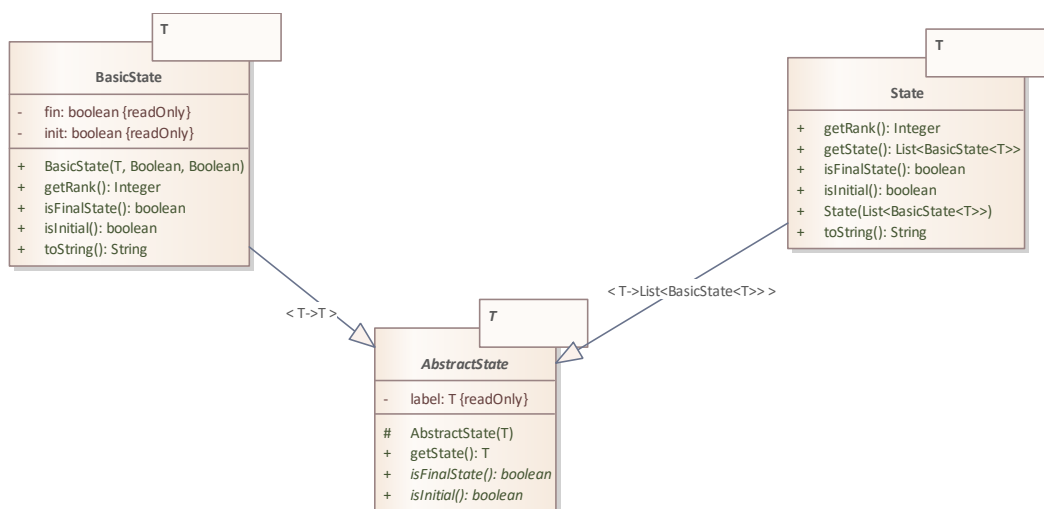 T
BasicState
- fin: boolean {readOnly}
- init: boolean {readOnly}
+ BasicState(T, Boolean, Boolean)
+ getRank(): Integer
+ isFinalState(): boolean
+ isInitial(): boolean
+ toString(): String
T
State
+ getRank(): Integer
+ getState(): List<BasicState<T>>
+ isFinalState(): boolean
+ isInitial(): boolean
+ State(List<BasicState<T>>)
+ toString(): String
< T->T >
< T->List<BasicState<T>> >
T
AbstractState
- label: T {readOnly}
# AbstractState(T)
+ getState(): T
+ isFinalState(): boolean
+ isInitial(): boolean